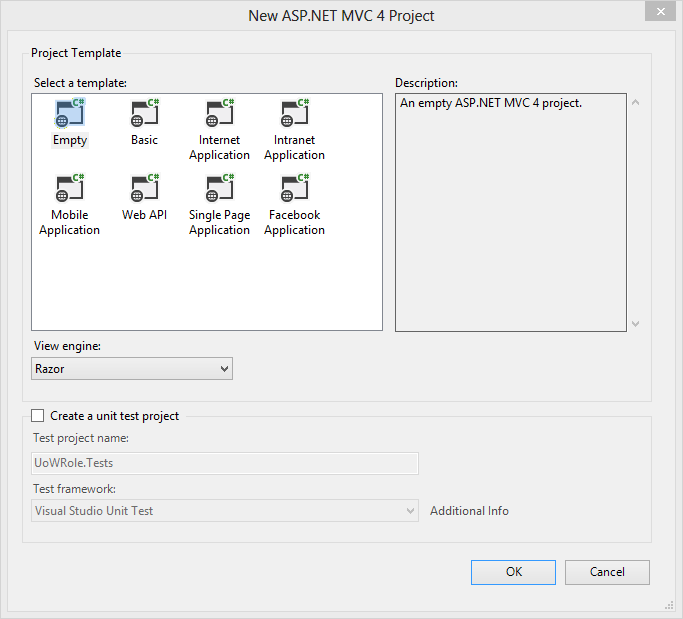 New ASP.NET MVC 4 Project
Project Template
Select a template:
Description:
C# C# C# C#
Empty Basic Internet Intranet
Application Application
An empty ASP.NET MVC 4 project.
C# C# C# C#
Mobile Web API Single Page Facebook
Application Application Application
View engine:
Razor
Create a unit test project
Test project name:
UoWRole.Tests
Test framework:
Visual Studio Unit Test
Additional Info
OK
Cancel